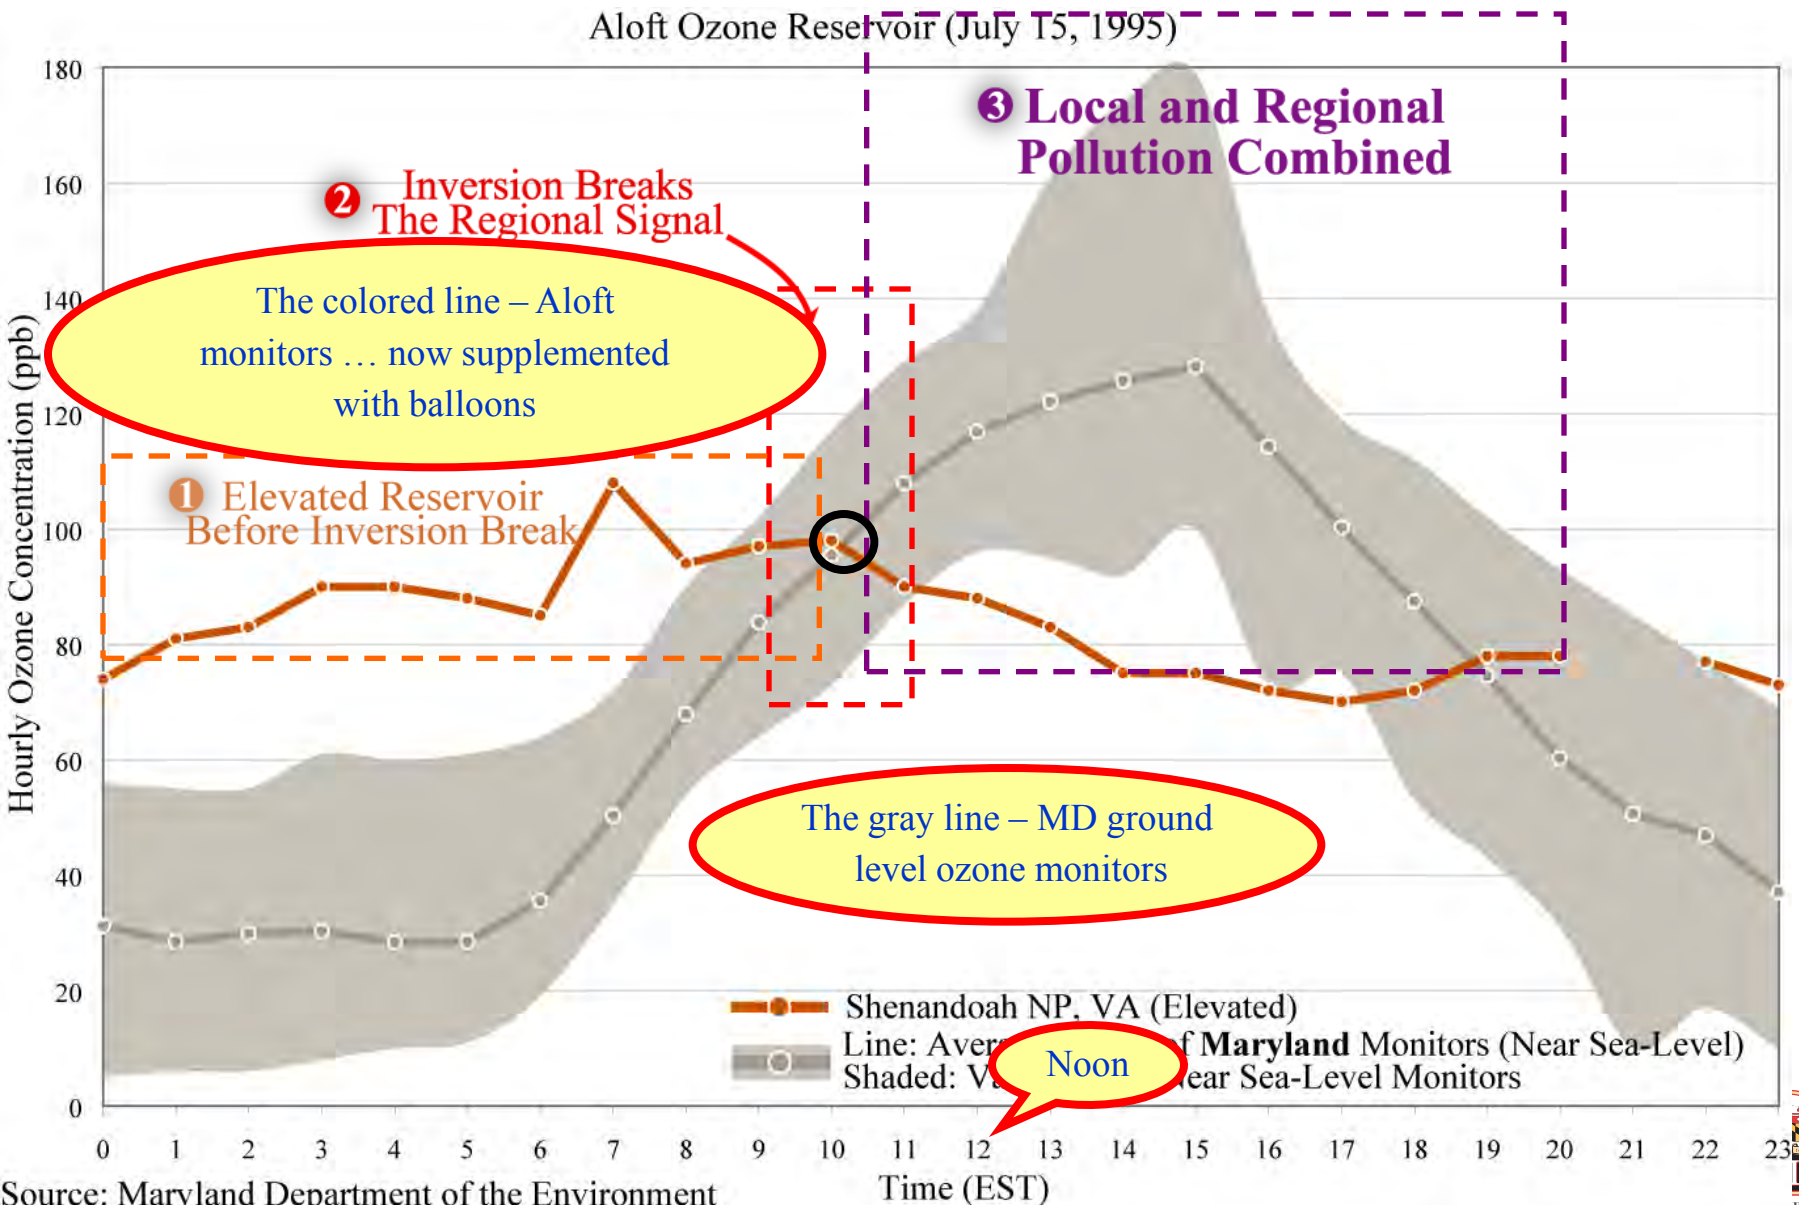 Aloft Ozone Reservoir (July 15, 1995)
180
160
140
120
100
80
60
40
20
0
Hourly Ozone Concentration (ppb)
❸ Local and Regional
Pollution Combined
❷ Inversion Breaks
The Regional Signal
The colored line – Aloft
monitors … now supplemented
with balloons
❶ Elevated Reservoir
Before Inversion Break
The gray line – MD ground
level ozone monitors
Shenandoah NP, VA (Elevated)
Line: of Maryland Monitors (Near Sea-Level)
Shaded: Near Sea-Level Monitors
Noon
0 1 2 3 4 5 6 7 8 9 10 11 12 13 14 15 16 17 18 19 20 21 22 23
Time (EST)
Source: Maryland Department of the Environment